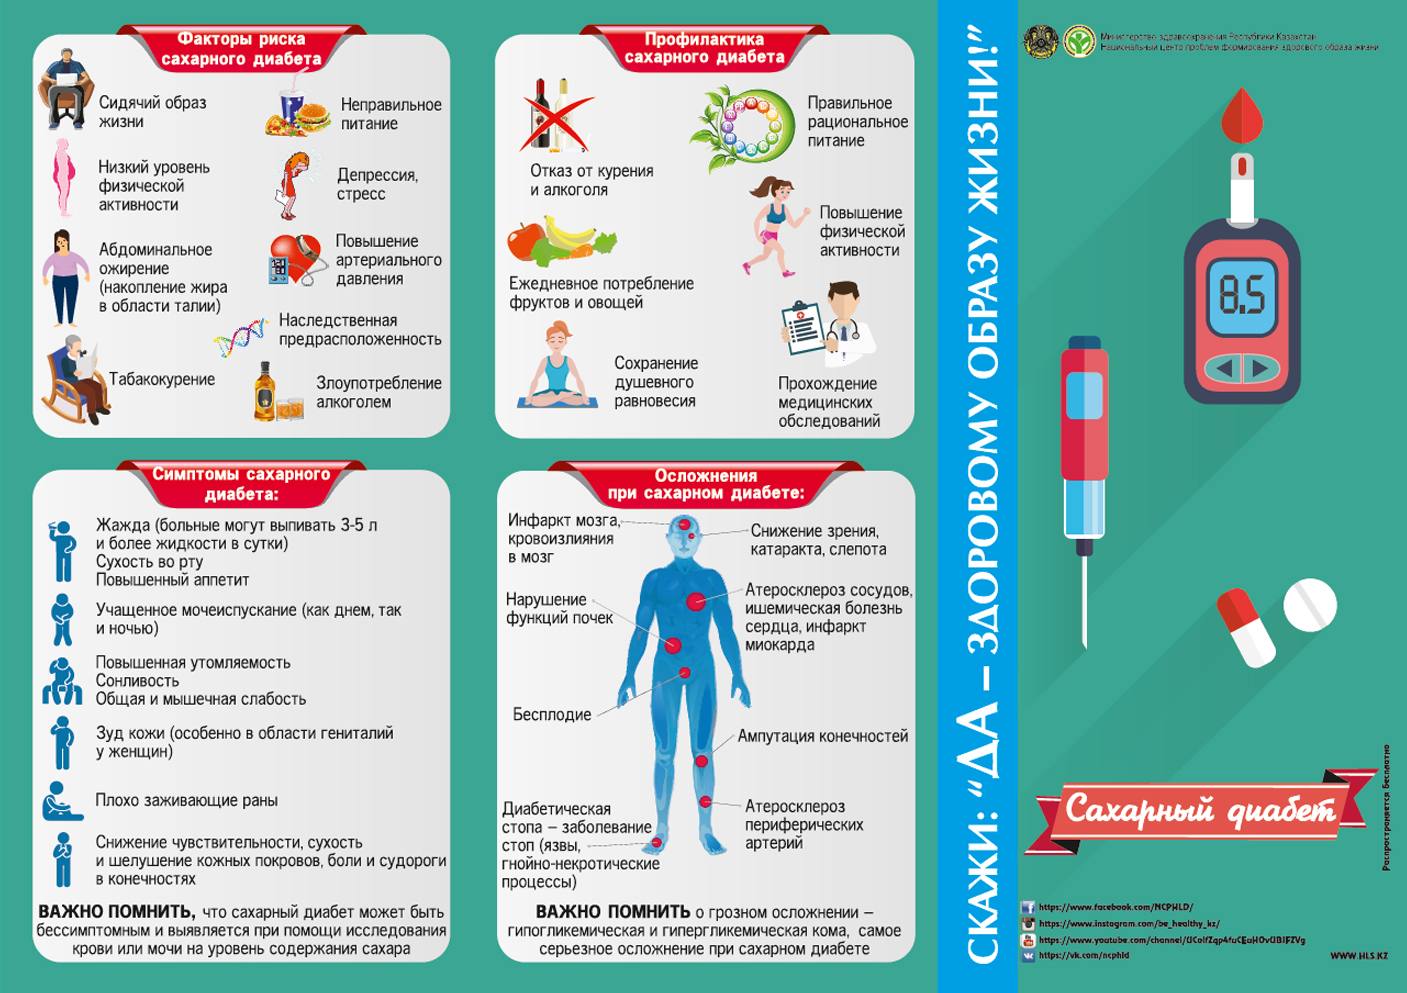 Факторы риска
сахарного диабета
Сидячий образ
жизни
Низкий уровень
физической
активности
Абдоминальное
ожирение
(накопление жира
в области талии)
Табакокурение
Неправильное
питание
Депрессия,
стресс
Повышение
артериального
давления
Наследственная
предрасположенность
Злоупотребление
алкоголем
Профилактика
сахарного диабета
Отказ от курения
и алкоголя
Ежедневное потребление
фруктов и овощей
Сохранение
душевного
равновесия
Правильное
рациональное
питание
Повышение
физической
активности
Прохождение
медицинских
обследований
Симптомы сахарного
диабета:
Жажда (больные могут выпивать 3-5 л
и более жидкости в сутки)
Сухость во рту
Повышенный аппетит
Учащенное мочеиспускание (как днем, так
и ночью)
Повышенная утомляемость
Сонливость
Общая и мышечная слабость
Зуд кожи (особенно в области гениталий
у женщин)
Плохо заживающие раны
Снижение чувствительности, сухость
и шелушение кожных покровов, боли и судороги
в конечностях
ВАЖНО ПОМНИТЬ, что сахарный диабет может быть
бессимптомным и выявляется при помощи исследования
крови или мочи на уровень содержания сахара
Осложнения
при сахарном диабете:
Инфаркт мозга,
кровоизлияния
в мозг
Нарушение
функций почек
Бесплодие
Диабетическая
стопа – заболевание
стоп (язвы,
гнойно-некротические
процессы)
Снижение зрения,
катаракта, слепота
Атеросклероз сосудов,
ишемическая болезнь
сердца, инфаркт
миокарда
Ампутация конечностей
Атеросклероз
периферических
артерий
ВАЖНО ПОМНИТЬ о грозном осложнении –
гипогликемическая и гипергликемическая кома, самое
серьезное осложнение при сахарном диабете
СКАЖИ: “ДА – ЗДОРОВОМУ ОБРАЗУ ЖИЗНИ!”
Министерство здравоохранения Республики Казахстан
Национальный центр проблем формирования здорового образа жизни
8.5
Сахарный диабет
Распространяется бесплатно
https://www.facebook.com/NCPHLD/
https://www.instagram.com/be_healthy_kz/
https://vk.com/ncphld
WWW.HLS.KZ